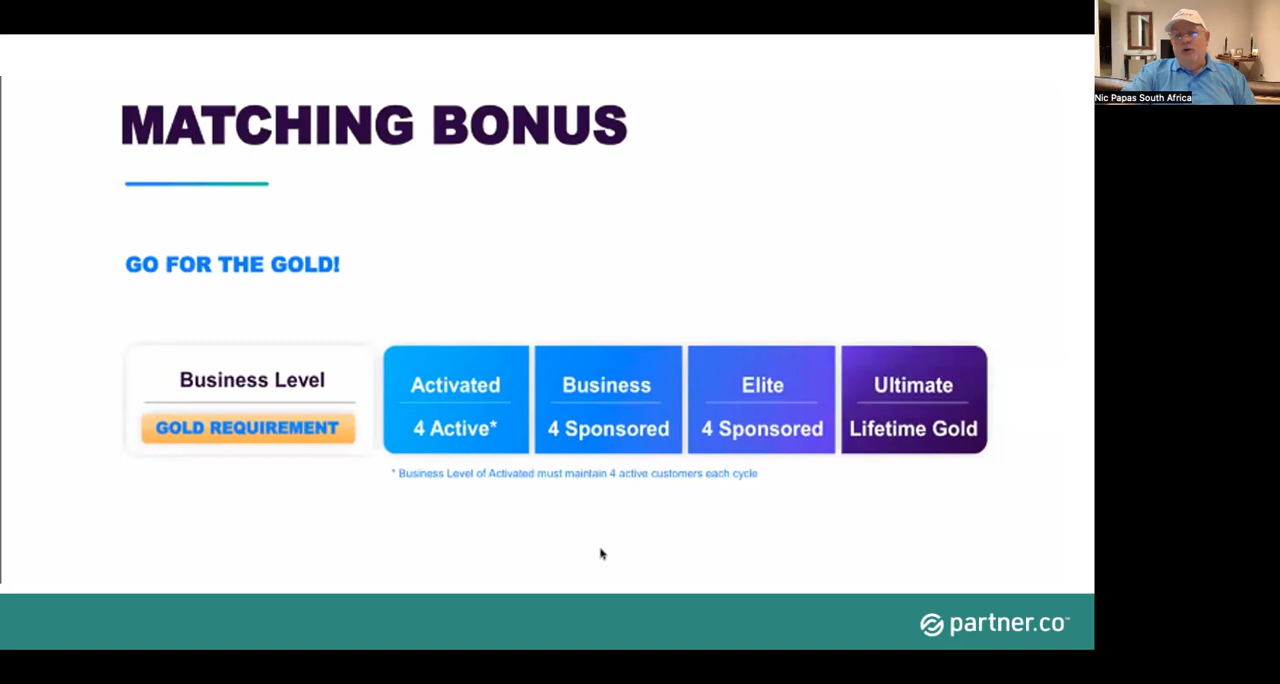 MATCHING BONUS
GO FOR THE GOLD!
Business Level
GOLD REQUIREMENT
Activated
4 Active*
Business
4 Sponsored
Elite
4 Sponsored
Ultimate
Lifetime Gold
* Business Level of Activated must maintain 4 active customers each cycle
partner.co™
Nic Papas South Africa